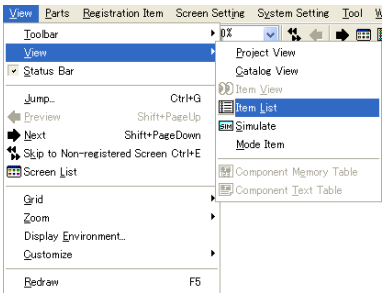 View Parts Registration Item Screen Setting System Setting Tool
Toolbar
View
Status Bar
Jump...
Ctrl+G
Preview
Shift+PageUp
Next
Shift+PageDown
Skip to Non-registered Screen Ctrl+E
Screen List
Grid
Zoom
Display Environment...
Customize
Redraw
F5
Project View
Catalog View
Item View
Item List
SIM Simulate
Mode Item
Component Memory Table
Component Text Table